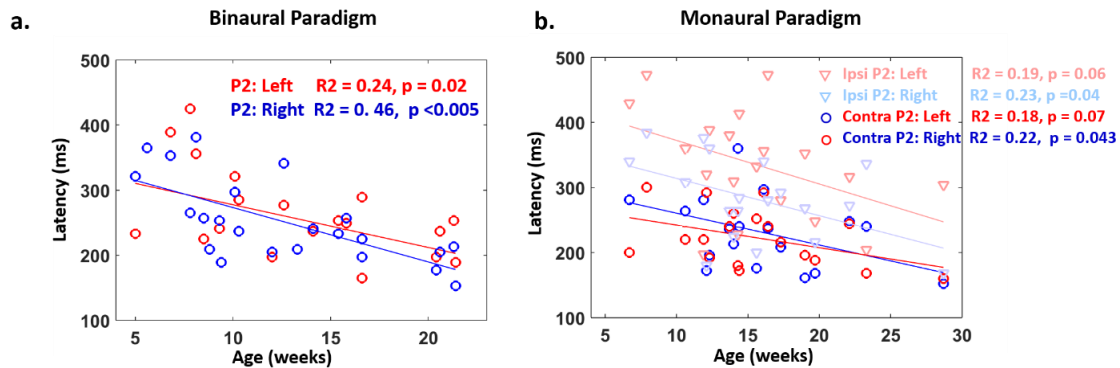 a.
Binaural Paradigm
500
400
300
200
100
Latency (ms)
P2: Left R2 = 0.24, p = 0.02
P2: Right R2 = 0. 46, p <0.005
5 10 15 20
Age (weeks)
b.
Monaural Paradigm
500
400
300
200
100
Latency (ms)
Ipsi P2: Left R2 = 0.19, p = 0.06
Ipsi P2: Right R2 = 0.23, p =0.04
Contra P2: Left R2 = 0.18, p = 0.07
Contra P2: Right R2 = 0.22, p = 0.043
5 10 15 20 25 30
Age (weeks)